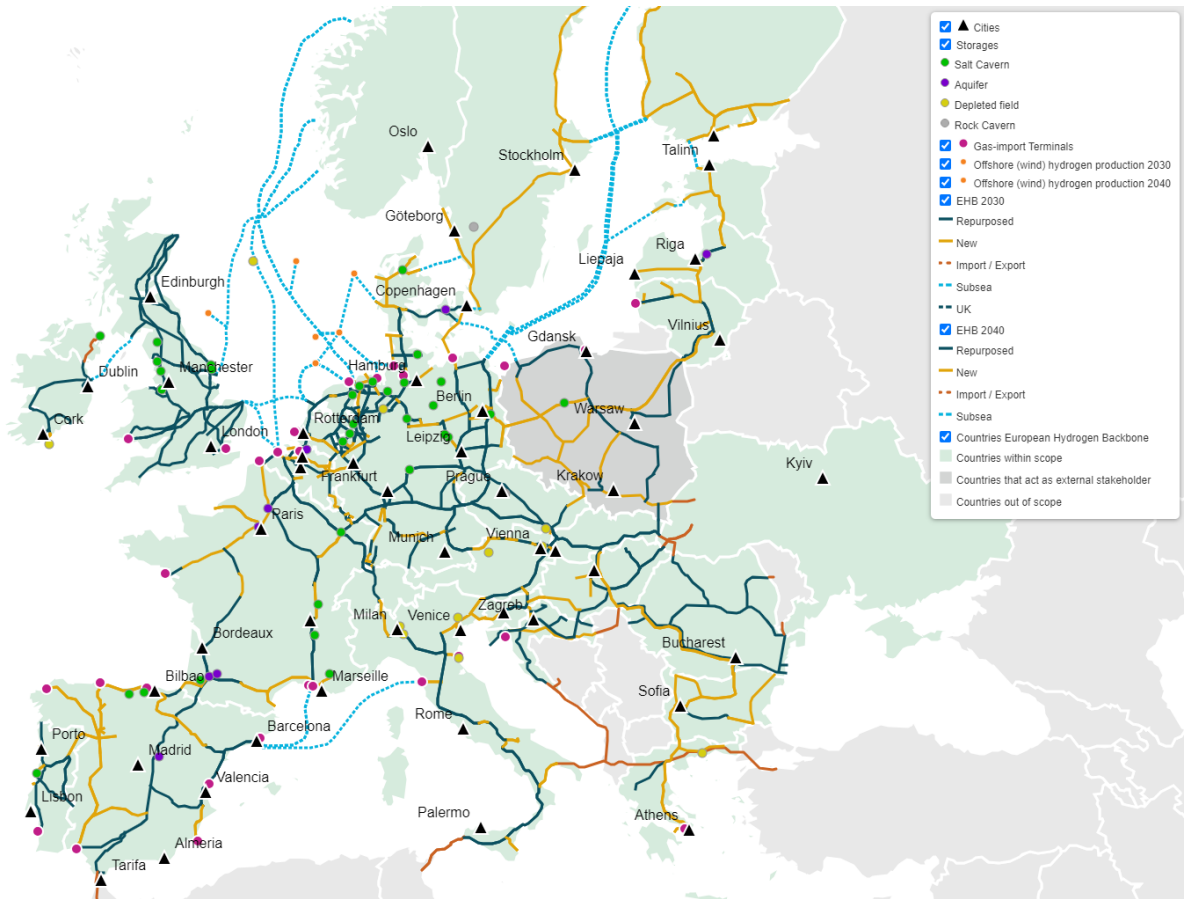 Cities
Storages
Salt Cavern
Aquifer
Depleted field
Rock Cavern
Gas-import Terminals
Offshore (wind) hydrogen production 2030
Offshore (wind) hydrogen production 2040
EHB 2030
Repurposed
New
Import / Export
Subsea
UK
EHB 2040
Repurposed
New
Import / Export
Subsea
Countries European Hydrogen Backbone
Countries within scope
Countries that act as external stakeholder
Countries out of scope
Oslo
Stockholm
Talinn
Göteborg
Riga
Liepaja
Edinburgh
Copenhagen
Vilnius
Gdansk
Dublin
Manchester
Hamburg
Berlin
Warsaw
Cork
London
Rotterdam
Leipzig
Frankfurt
Prague
Krakow
Kyiv
Paris
Munich
Vienna
Milan
Venice
Zagreb
Bordeaux
Bucharest
Bilbao
Marseille
Sofia
Porto
Barcelona
Rome
Madrid
Valencia
Lisbon
Palermo
Athens
Almeria
Tarifa